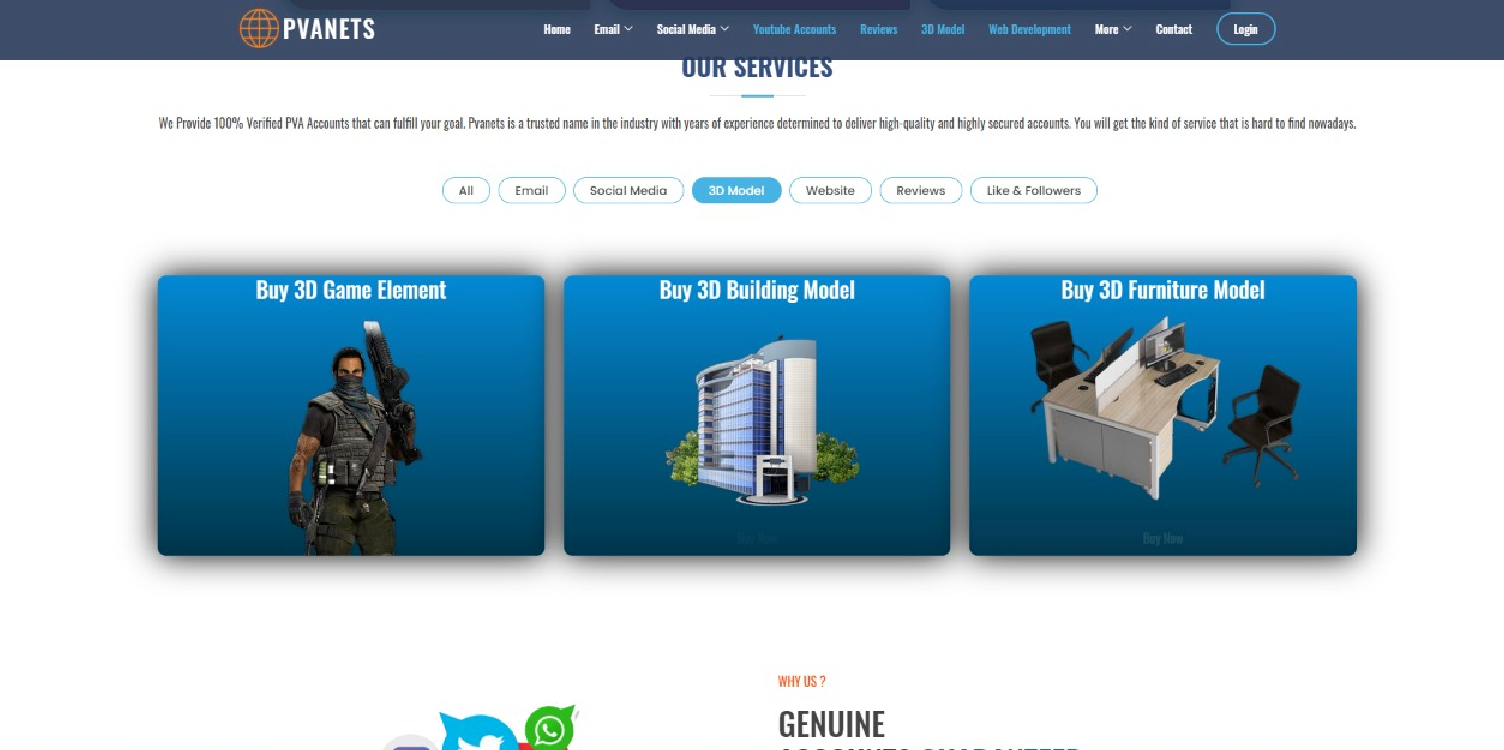 PVANETS
Home Email Social Media Youtube Accounts Reviews 3D Model Web Development More Contact Login
OUR SERVICES
We Provide 100% Verified PVA Accounts that can fulfill your goal. Pvanets is a trusted name in the industry with years of experience determined to deliver high-quality and highly secured accounts. You will get the kind of service that is hard to find nowadays.
All Email Social Media 3D Model Website Reviews Like & Followers
Buy 3D Game Element Buy 3D Building Model Buy 3D Furniture Model
Buy Now Buy Now
WHY US ?
GENUINE
ACCOUNTS GUARANTEED